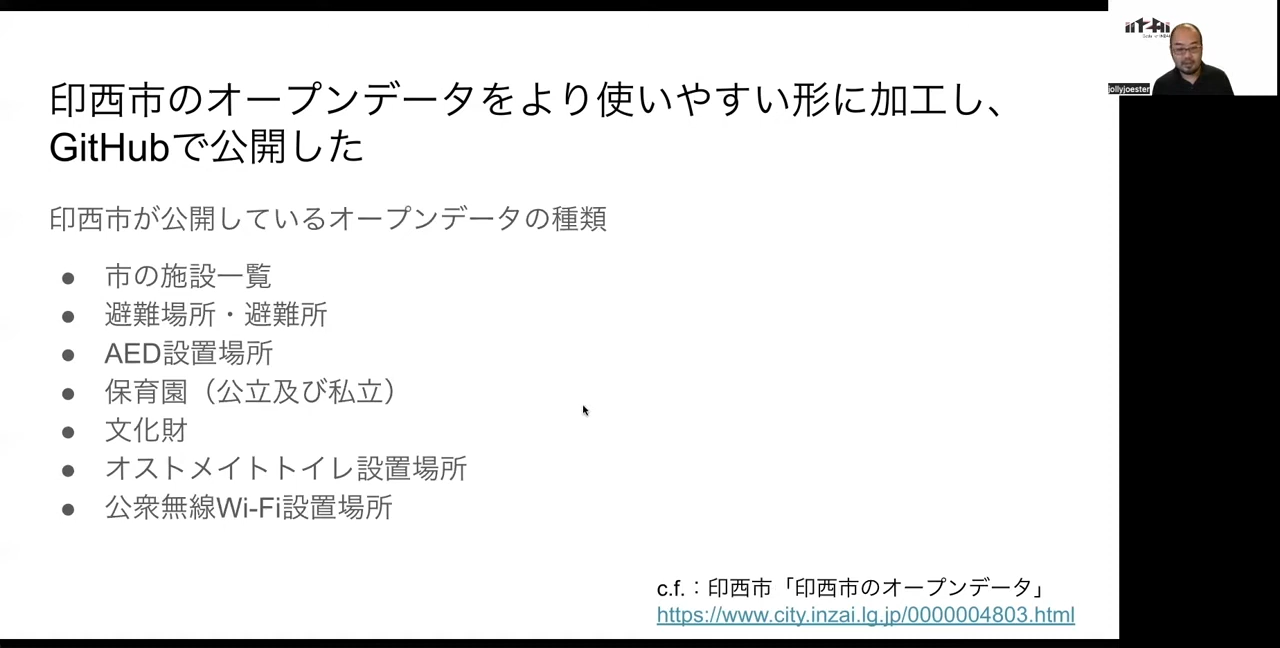 印西市のオープンデータをより使いやすい形に加工し、
GitHubで公開した
印西市が公開しているオープンデータの種類
● 市の施設一覧
● 避難場所・避難所
● AED設置場所
● 保育園（公立及び私立）
● 文化財
● オストメイトトイレ設置場所
● 公衆無線Wi-Fi設置場所
c.f.：印西市「印西市のオープンデータ」
https://www.city.inzai.lg.jp/0000004803.html
jollyjoester